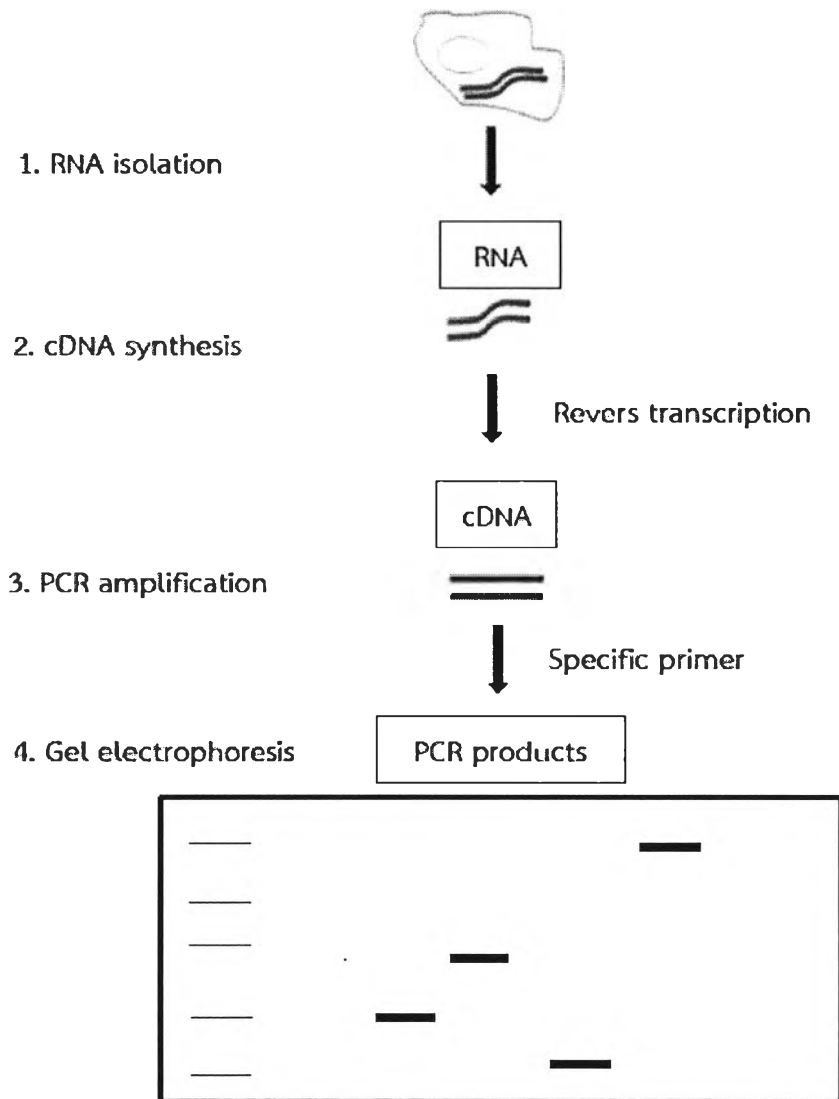 1. RNA isolation
RNA
2. cDNA synthesis
Revers transcription
cDNA
3. PCR amplification
Specific primer
4. Gel electrophoresis
PCR products